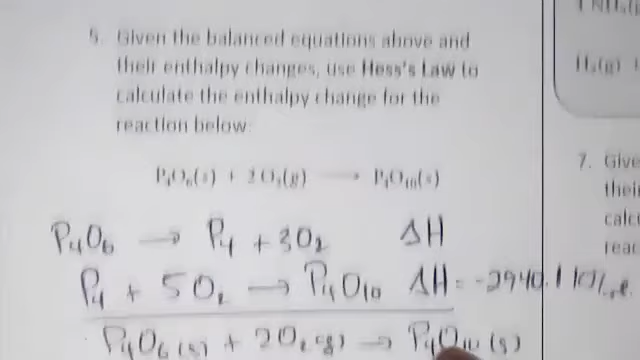 5. Given the balanced equations above and
their enthalpy changes, use Hess's Law to
calculate the enthalpy change for the
reaction below:
P₄O₆(s) + 2O₂(g) ⟶ P₄O₁₀(s)
P₄O₆ → P₄ + 3O₂ ΔH
P₄ + 5O₂ → P₄O₁₀ ΔH = -2940.1 kJ/
P₄O₆(s) + 2O₂(g) → P₄O₁₀(s)
H₂(g) +
7. Give
their
calc
reac